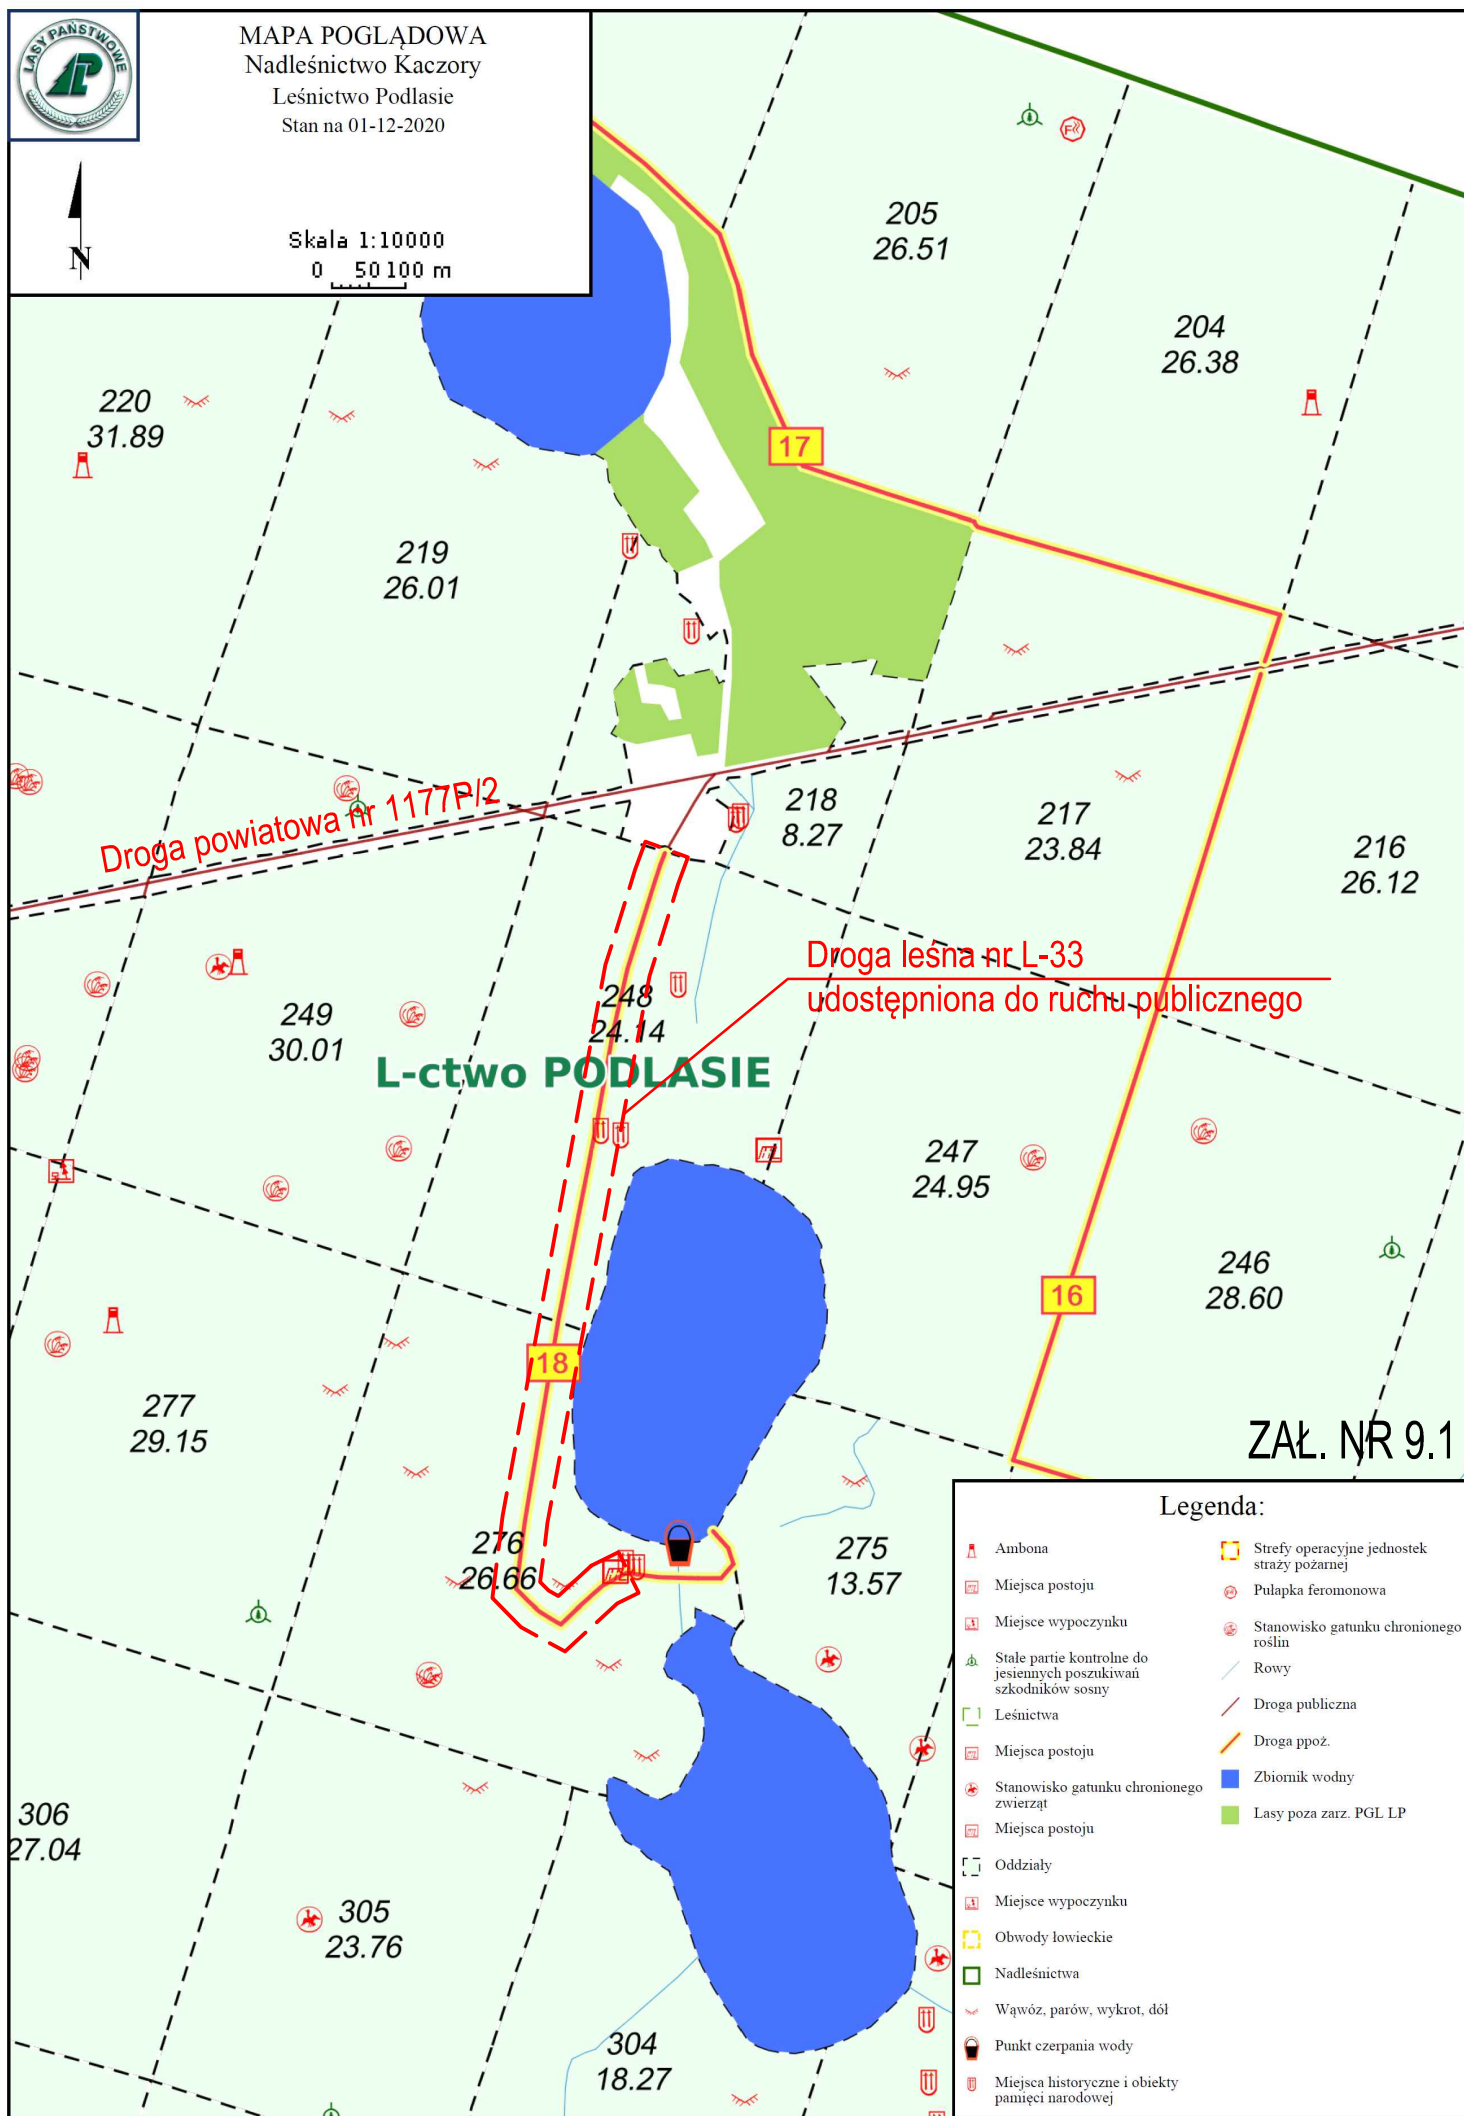 LASY PAŃSTWOWE
MAPA POGLĄDOWA
Nadleśnictwo Kaczory
Leśnictwo Podlasie
Stan na 01-12-2020
N
Skala 1:10000
0 50 100 m
205
26.51
204
26.38
220
31.89
17
219
26.01
Droga powiatowa nr 1177P/2
218
8.27
217
23.84
216
26.12
Droga leśna nr L-33
udostępniona do ruchu publicznego
248
24.14
249
30.01
L-ctwo PODLASIE
247
24.95
246
28.60
16
18
277
29.15
ZAŁ. NR 9.1
276
26.66
275
13.57
306
27.04
305
23.76
304
18.27
Legenda:
Ambona
Miejsca postoju
Miejsce wypoczynku
Stałe partie kontrolne do
jesiennych poszukiwań
szkodników sosny
Leśnictwa
Miejsca postoju
Stanowisko gatunku chronionego
zwierząt
Miejsca postoju
Oddziały
Miejsce wypoczynku
Obwody łowieckie
Nadleśnictwa
Wąwóz, parów, wykrot, dół
Punkt czerpania wody
Miejsca historyczne i obiekty
pamięci narodowej
Strefy operacyjne jednostek
straży pożarnej
Pułapka feromonowa
Stanowisko gatunku chronionego
roślin
Rowy
Droga publiczna
Droga ppoż.
Zbiornik wodny
Lasy poza zarz. PGL LP